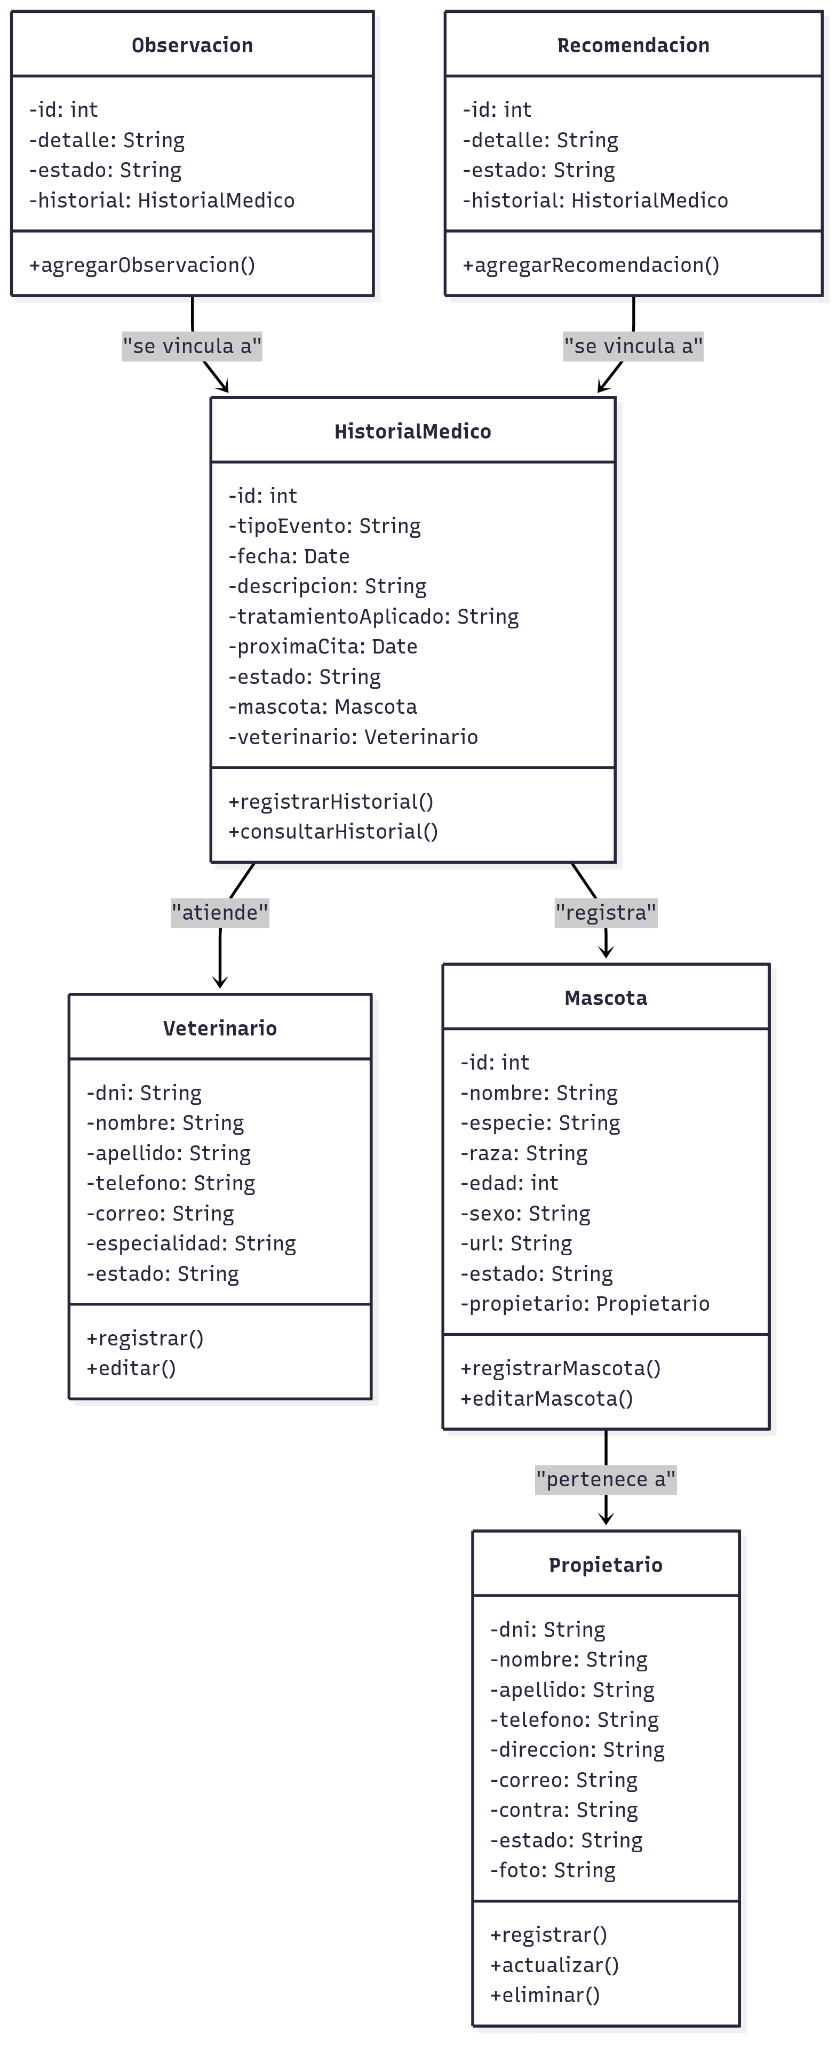 Observacion
-id: int
-detalle: String
-estado: String
-historial: HistorialMedico
+agregarObservacion()
Recomendacion
-id: int
-detalle: String
-estado: String
-historial: HistorialMedico
+agregarRecomendacion()
"se vincula a"
"se vincula a"
HistorialMedico
-id: int
-tipoEvento: String
-fecha: Date
-descripcion: String
-tratamientoAplicado: String
-proximaCita: Date
-estado: String
-mascota: Mascota
-veterinario: Veterinario
+registrarHistorial()
+consultarHistorial()
"atiende"
"registra"
Veterinario
-dni: String
-nombre: String
-apellido: String
-telefono: String
-correo: String
-especialidad: String
-estado: String
+registrar()
+editar()
Mascota
-id: int
-nombre: String
-especie: String
-raza: String
-edad: int
-sexo: String
-url: String
-estado: String
-propietario: Propietario
+registrarMascota()
+editarMascota()
"pertenece a"
Propietario
-dni: String
-nombre: String
-apellido: String
-telefono: String
-direccion: String
-correo: String
-contra: String
-estado: String
-foto: String
+registrar()
+actualizar()
+eliminar()